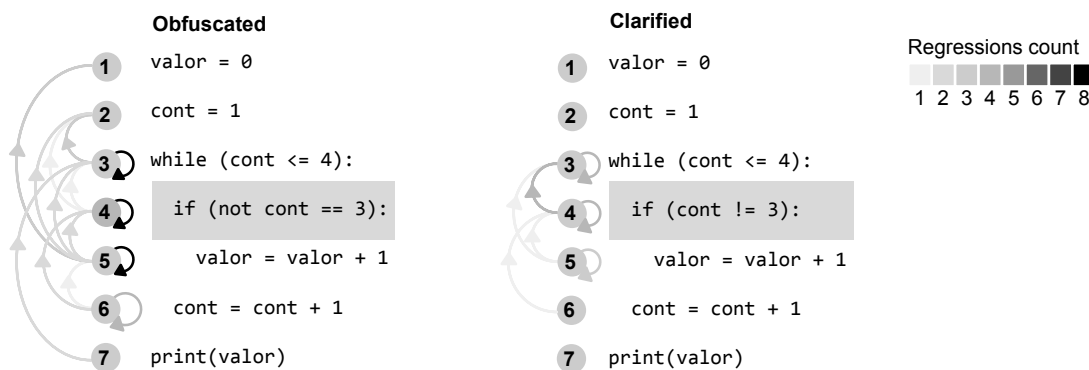 Obfuscated
1 valor = 0
2 cont = 1
3 while (cont <= 4):
4 if (not cont == 3):
5 valor = valor + 1
6 cont = cont + 1
7 print(valor)
Clarified
1 valor = 0
2 cont = 1
3 while (cont <= 4):
4 if (cont != 3):
5 valor = valor + 1
6 cont = cont + 1
7 print(valor)
Regressions count
1 2 3 4 5 6 7 8